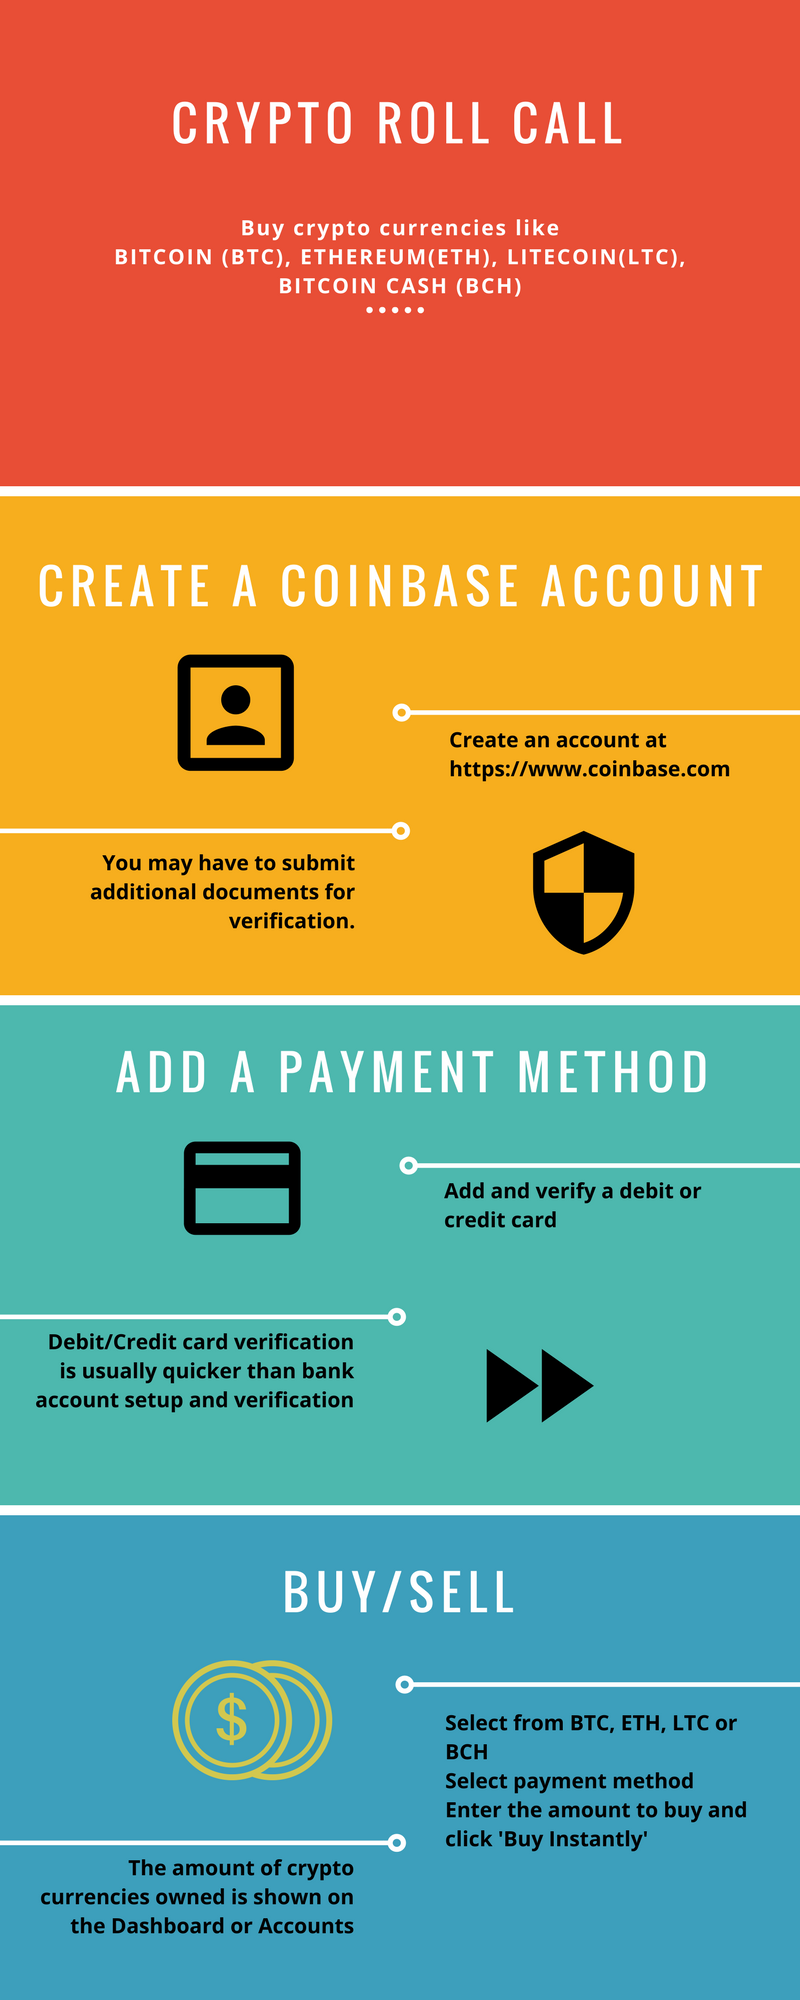 CRYPTO ROLL CALL
Buy crypto currencies like
BITCOIN (BTC), ETHEREUM(ETH), LITECOIN(LTC),
BITCOIN CASH (BCH)
CREATE A COINBASE ACCOUNT
Create an account at
https://www.coinbase.com
You may have to submit
additional documents for
verification.
ADD A PAYMENT METHOD
Add and verify a debit or
credit card
Debit/Credit card verification
is usually quicker than bank
account setup and verification
BUY/SELL
$
Select from BTC, ETH, LTC or
BCH
Select payment method
Enter the amount to buy and
click 'Buy Instantly'
The amount of crypto
currencies owned is shown on
the Dashboard or Accounts